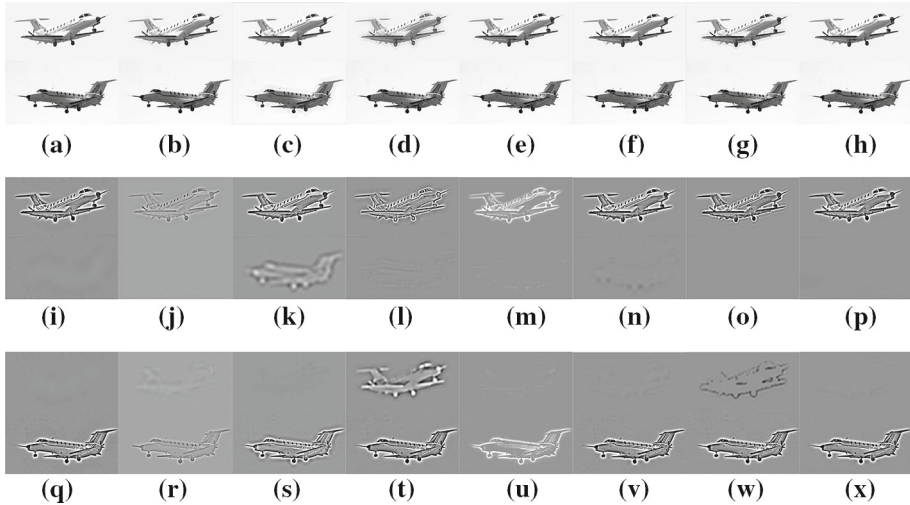 (a) (b) (c) (d) (e) (f) (g) (h)
(i) (j) (k) (l) (m) (n) (o) (p)
(q) (r) (s) (t) (u) (v) (w) (x)